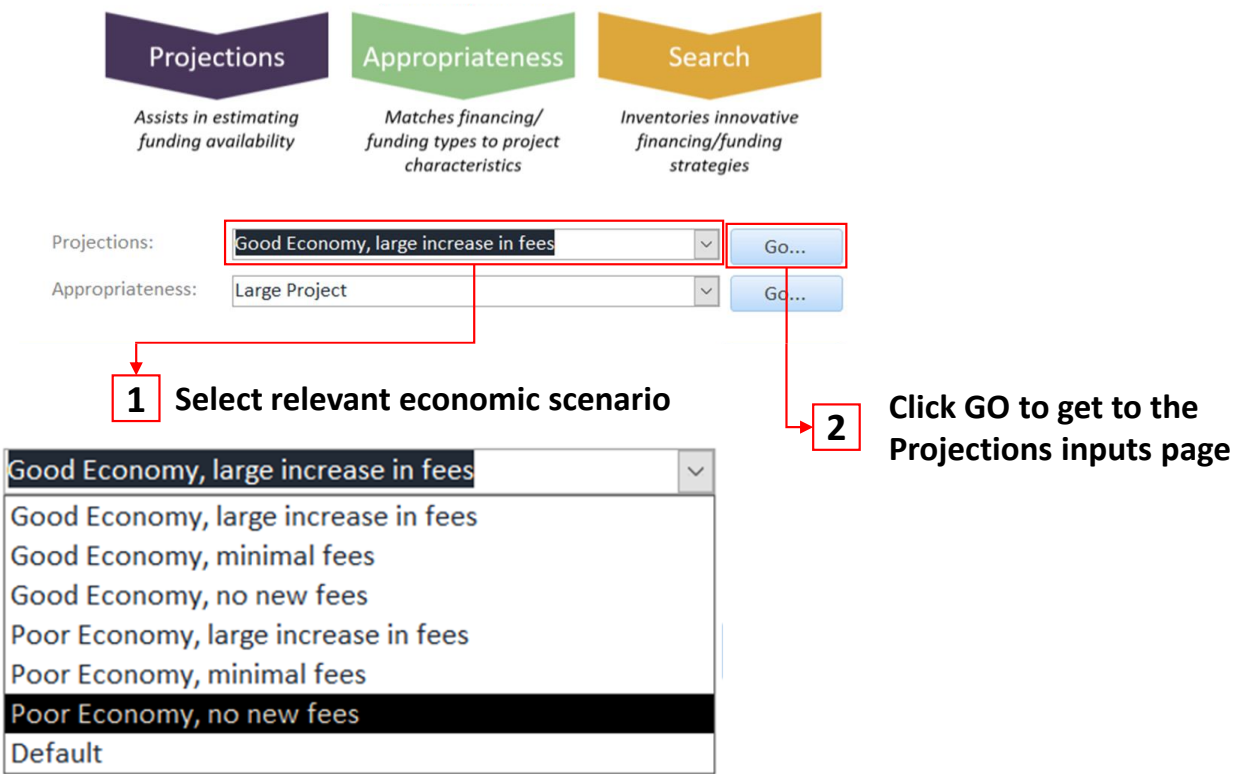 Projections
Appropriateness
Search
Assists in estimating
funding availability
Matches financing/
funding types to project
characteristics
Inventories innovative
financing/funding
strategies
Projections:
Good Economy, large increase in fees
Go...
Appropriateness:
Large Project
Go...
1
Select relevant economic scenario
2
Click GO to get to the
Projections inputs page
Good Economy, large increase in fees
Good Economy, large increase in fees
Good Economy, minimal fees
Good Economy, no new fees
Poor Economy, large increase in fees
Poor Economy, minimal fees
Poor Economy, no new fees
Default